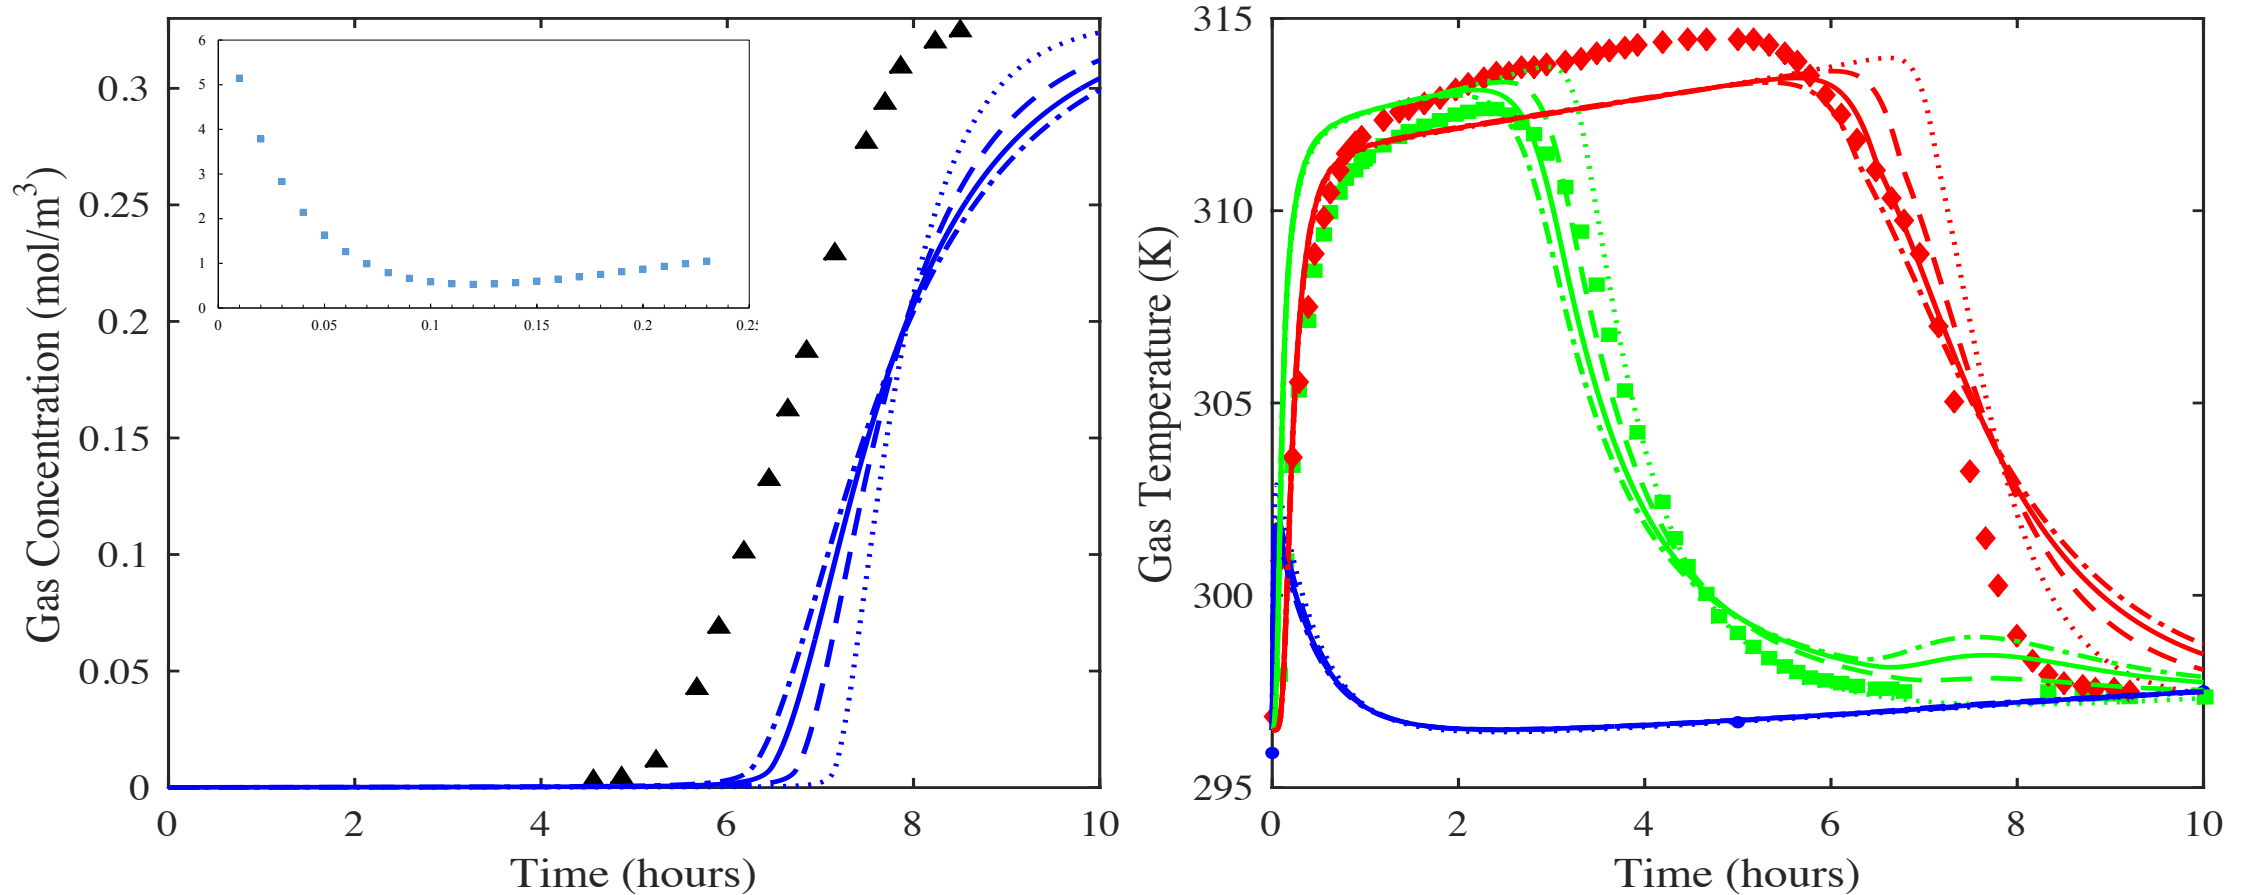 Gas Concentration (mol/m³)
0.3
0.25
0.2
0.15
0.1
0.05
0
0 2 4 6 8 10
Time (hours)
6
5
4
3
2
1
0
0 0.05 0.1 0.15 0.2
Gas Temperature (K)
315
310
305
300
295
0 2 4 6 8 10
Time (hours)